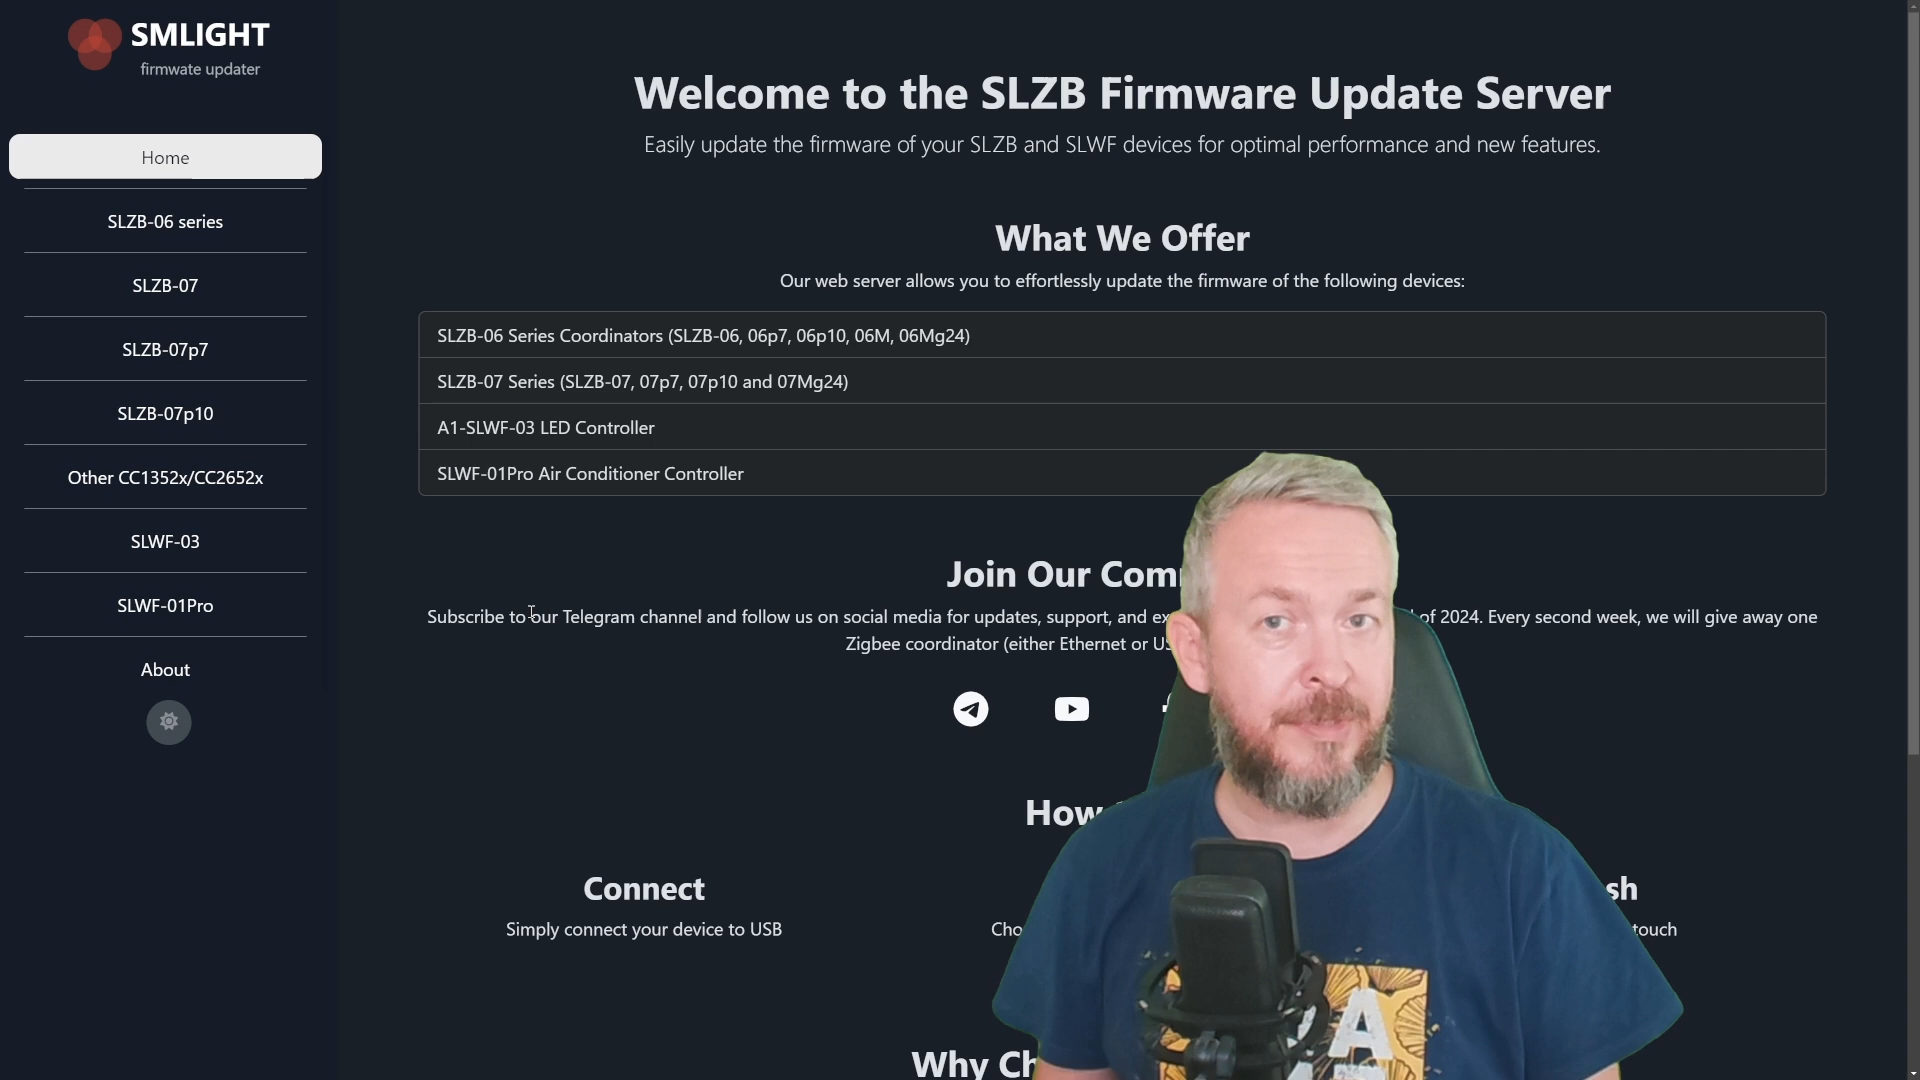 SMLIGHT
firmwate updater
Home
SLZB-06 series
SLZB-07
SLZB-07p7
SLZB-07p10
Other CC1352x/CC2652x
SLWF-03
SLWF-01Pro
About
Welcome to the SLZB Firmware Update Server
Easily update the firmware of your SLZB and SLWF devices for optimal performance and new features.
What We Offer
Our web server allows you to effortlessly update the firmware of the following devices:
SLZB-06 Series Coordinators (SLZB-06, 06p7, 06p10, 06M, 06Mg24)
SLZB-07 Series (SLZB-07, 07p7, 07p10 and 07Mg24)
A1-SLWF-03 LED Controller
SLWF-01Pro Air Conditioner Controller
Join Our
Subscribe to our Telegram channel and follow us on social media for updates, support, and of 2024. Every second week, we will give away one
Zigbee coordinator (either Ethernet or
How
Connect
Simply connect your device to USB
touch
Why